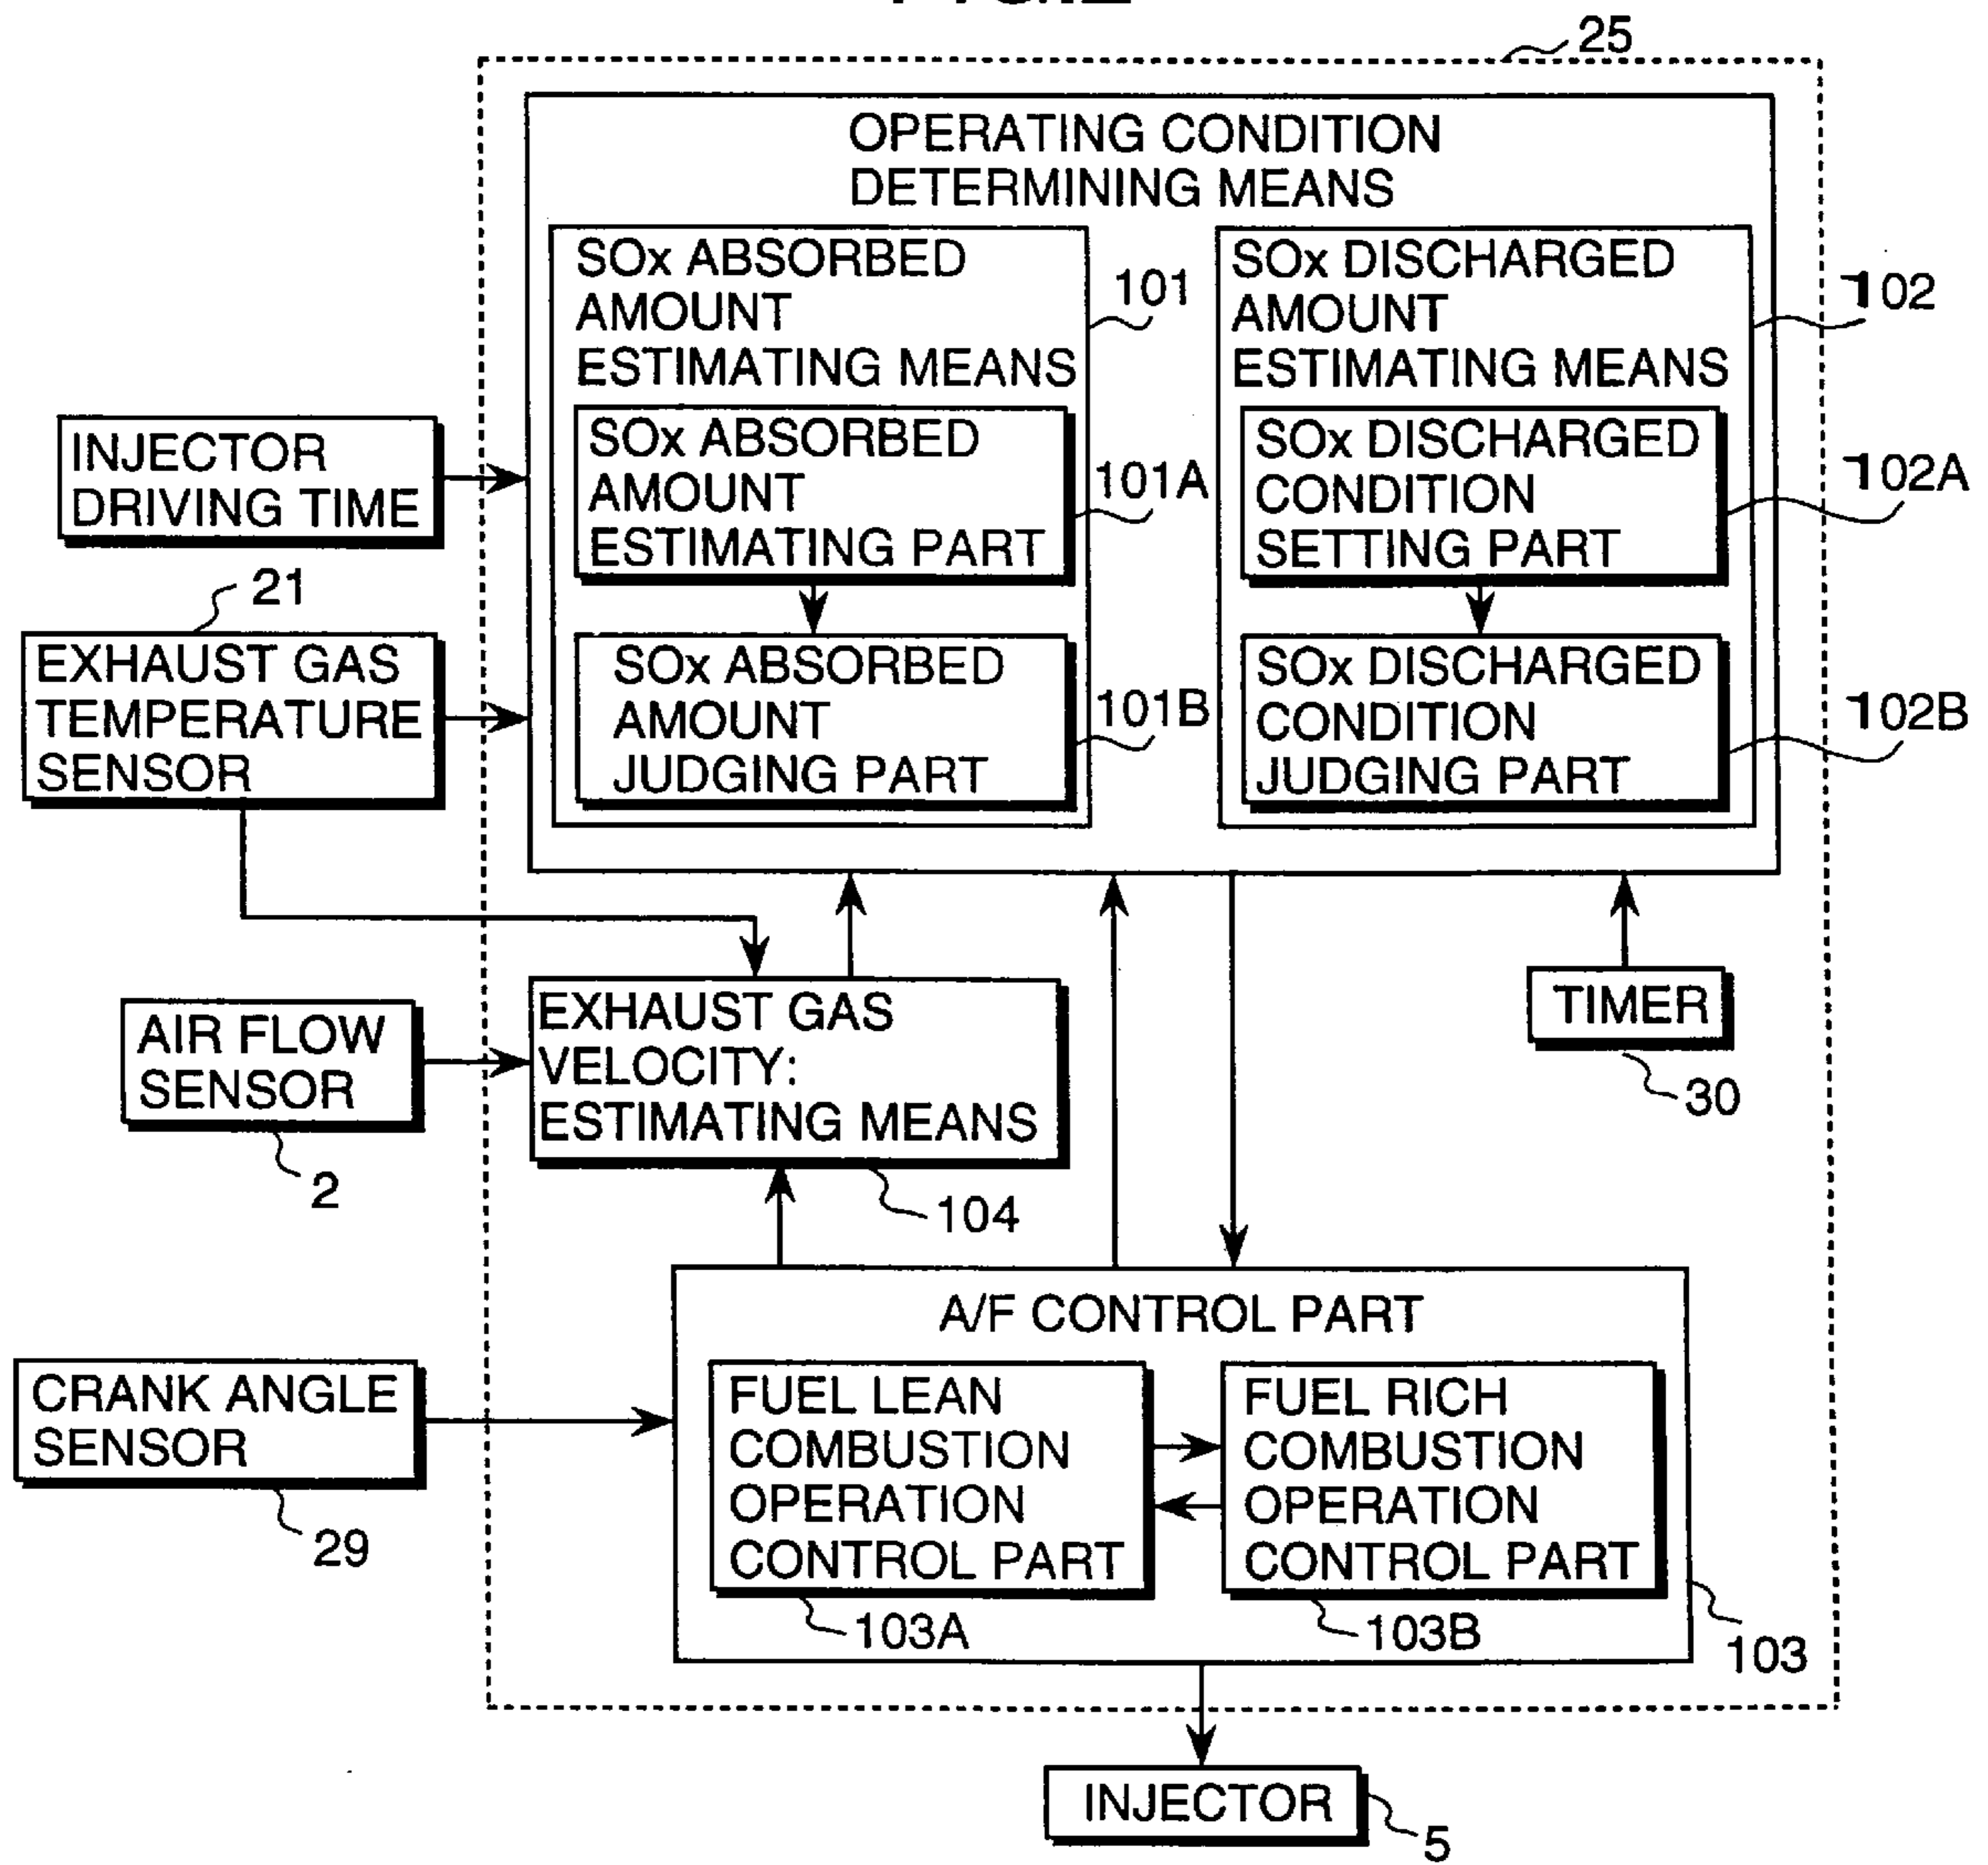 25
OPERATING CONDITION
DETERMINING MEANS
SOx ABSORBED
AMOUNT
ESTIMATING MEANS
101
SOx DISCHARGED
AMOUNT
ESTIMATING MEANS
102
INJECTOR
DRIVING TIME
SOx ABSORBED
AMOUNT
ESTIMATING PART
101A
SOx DISCHARGED
CONDITION
SETTING PART
102A
21
EXHAUST GAS
TEMPERATURE
SENSOR
SOx ABSORBED
AMOUNT
JUDGING PART
101B
SOx DISCHARGED
CONDITION
JUDGING PART
102B
AIR FLOW
SENSOR
2
EXHAUST GAS
VELOCITY:
ESTIMATING MEANS
104
TIMER
30
A/F CONTROL PART
CRANK ANGLE
SENSOR
29
FUEL LEAN
COMBUSTION
OPERATION
CONTROL PART
103A
FUEL RICH
COMBUSTION
OPERATION
CONTROL PART
103B
103
INJECTOR
5